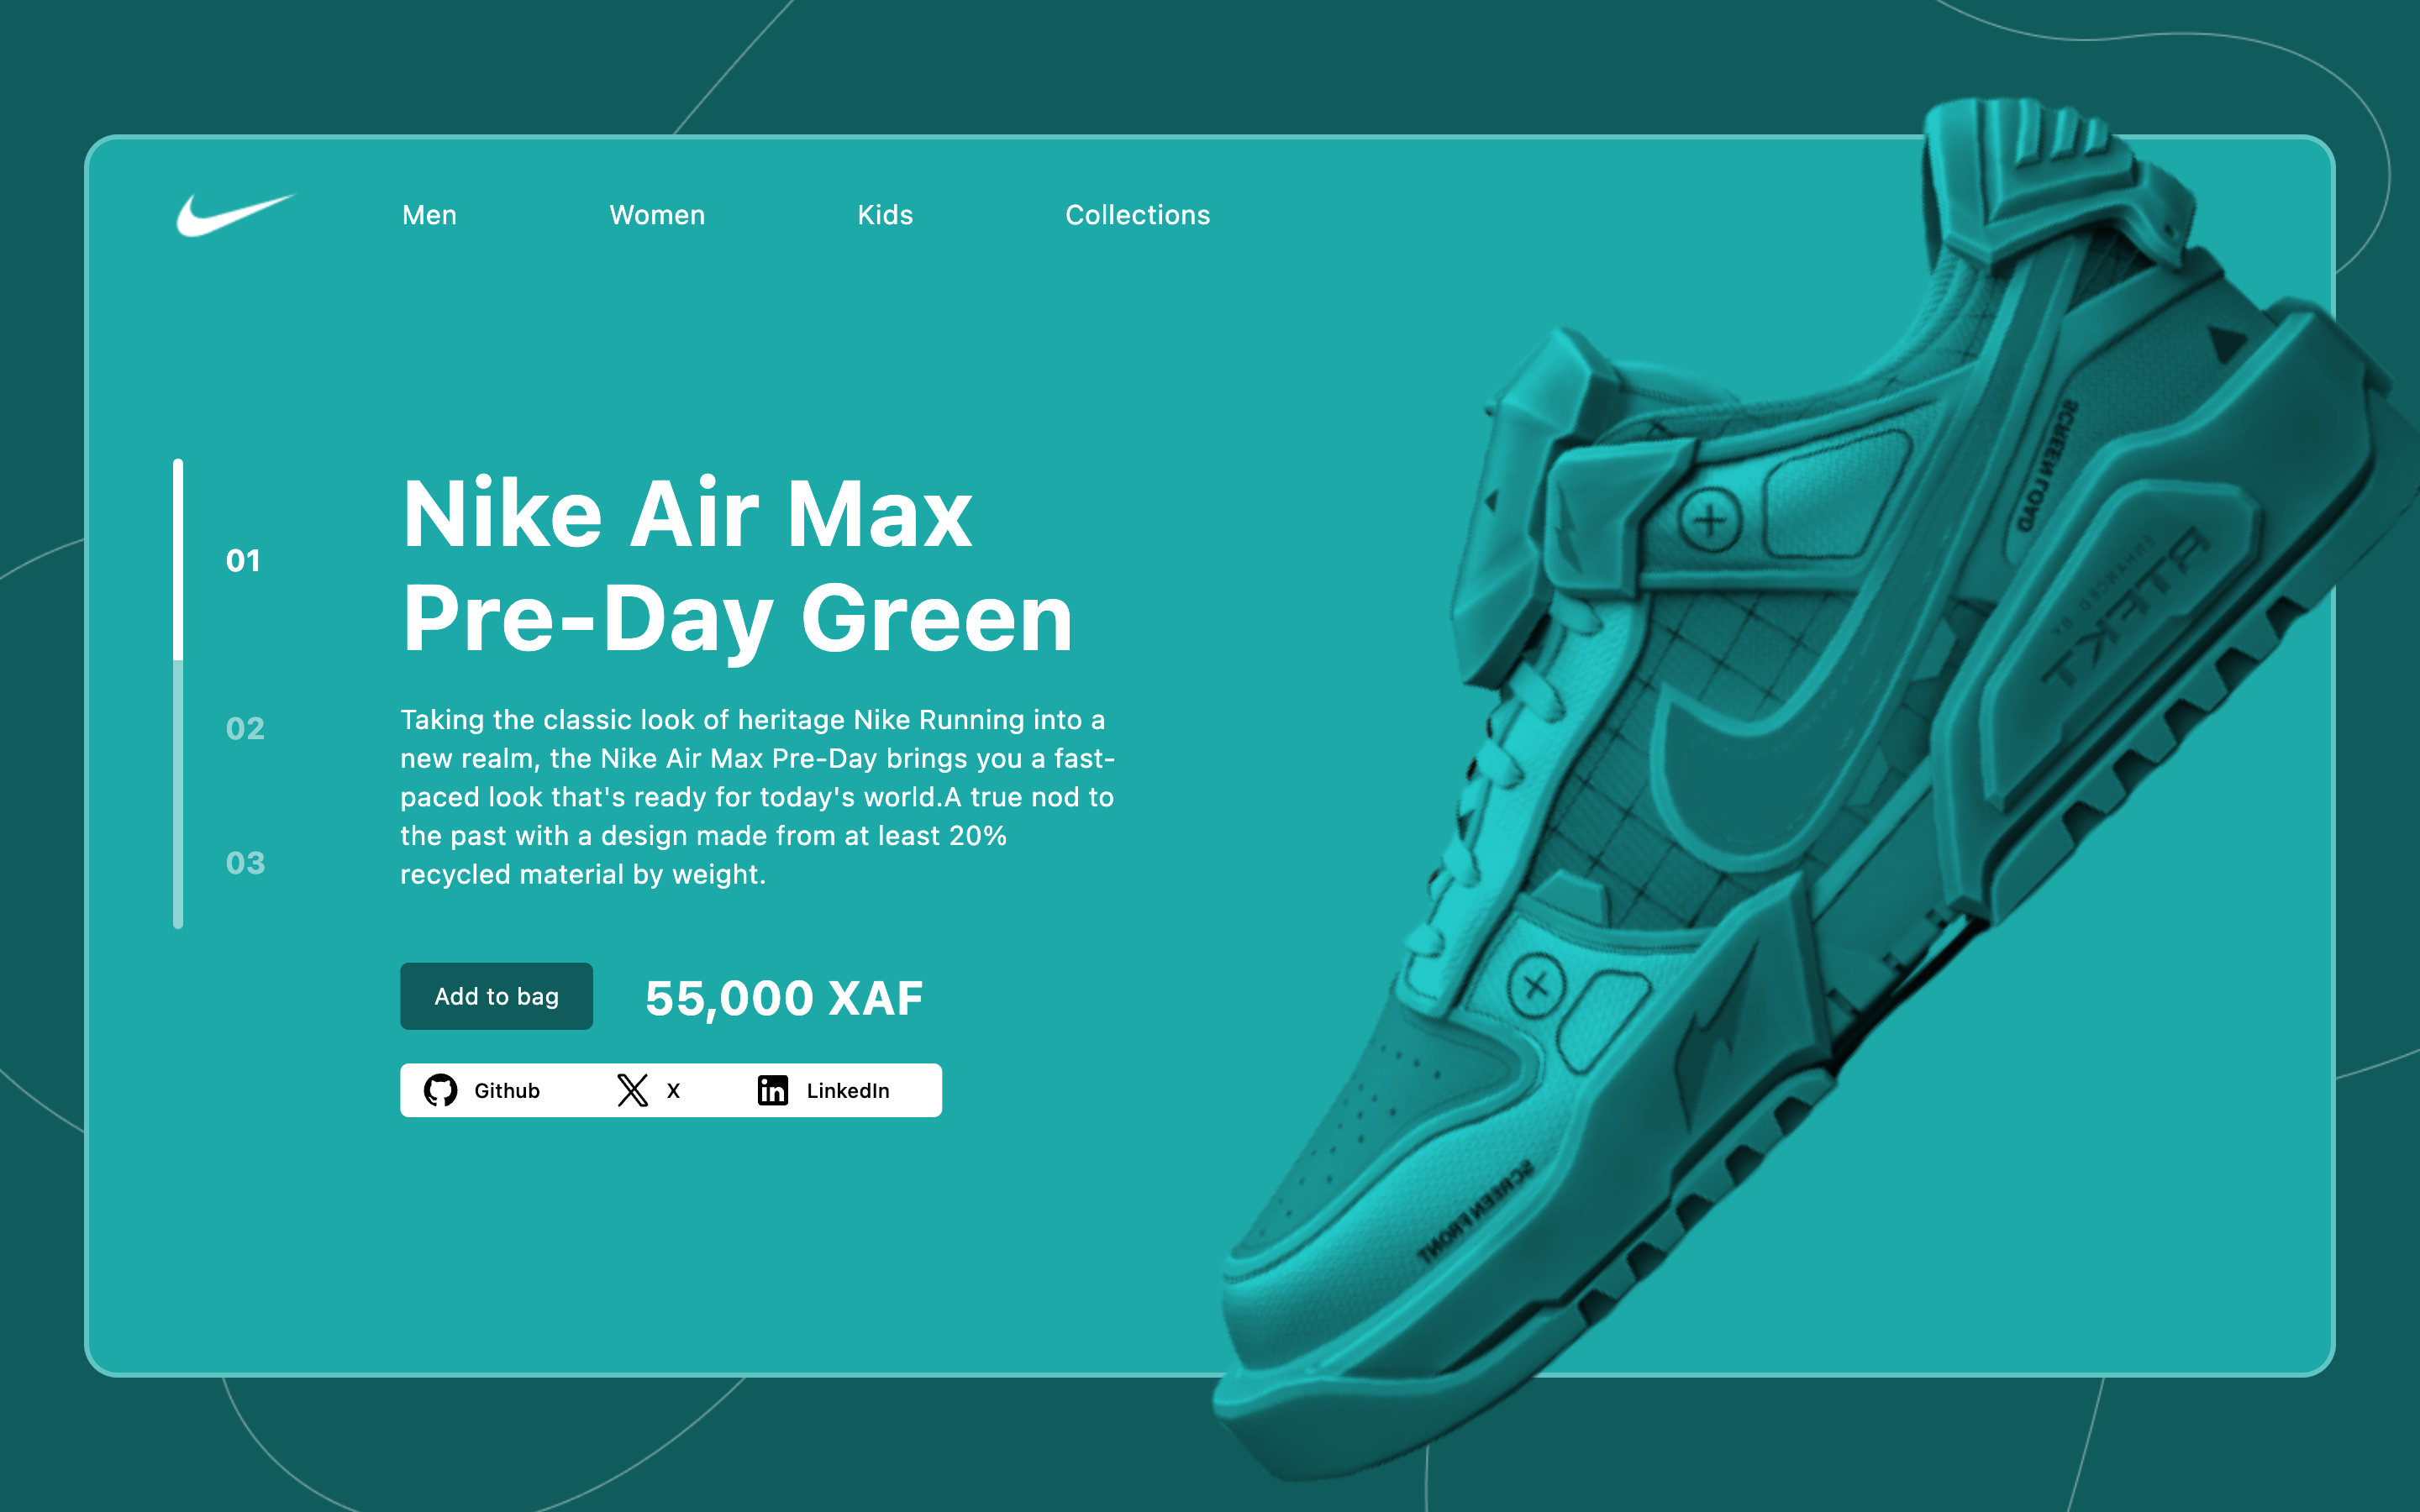 Men Women Kids Collections
01
02
03
Nike Air Max
Pre-Day Green
Taking the classic look of heritage Nike Running into a
new realm, the Nike Air Max Pre-Day brings you a fast-
paced look that's ready for today's world.A true nod to
the past with a design made from at least 20%
recycled material by weight.
Add to bag 55,000 XAF
Github X LinkedIn
SCREEN LOAD
ENHANCED BY
RTFKT
SCREEN FRONT